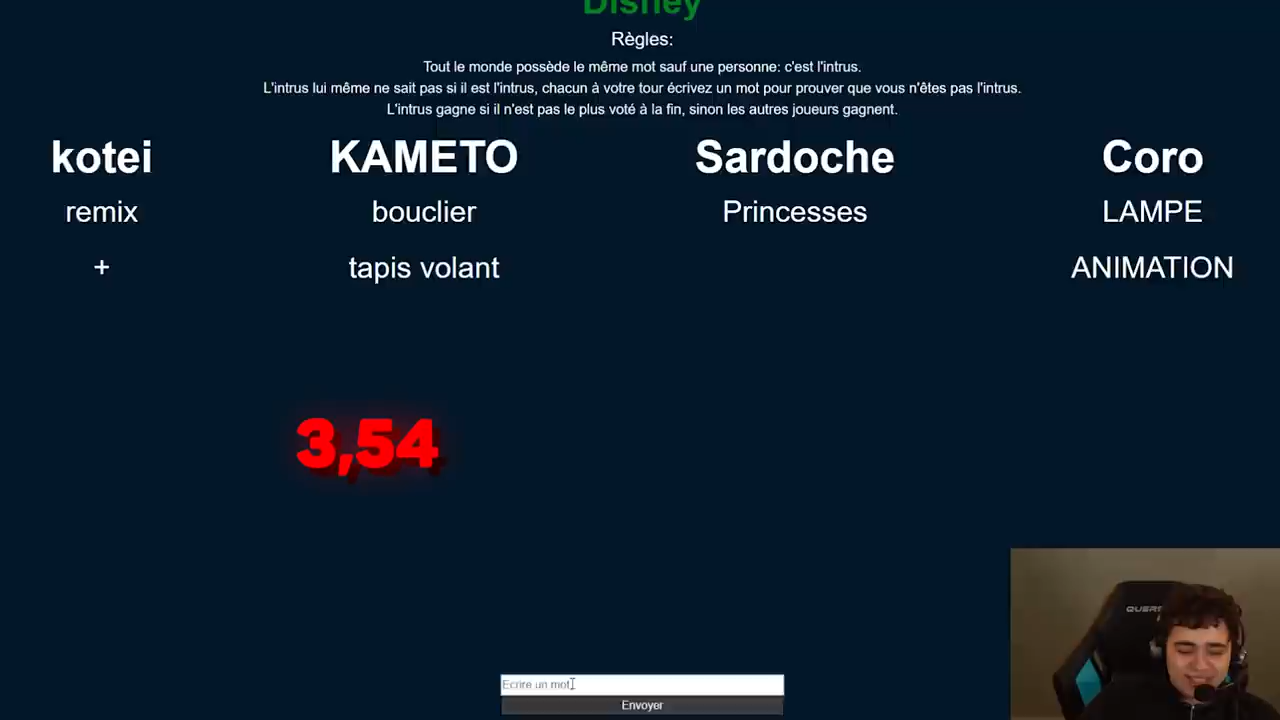 Disney
Règles:
Tout le monde possède le même mot sauf une personne: c'est l'intrus.
L'intrus lui même ne sait pas si il est l'intrus, chacun à votre tour écrivez un mot pour prouver que vous n'êtes pas l'intrus.
L'intrus gagne si il n'est pas le plus voté à la fin, sinon les autres joueurs gagnent.
kotei KAMETO Sardoche Coro
remix bouclier Princesses LAMPE
+ tapis volant ANIMATION
3,54
Ecrire un mot
Envoyer